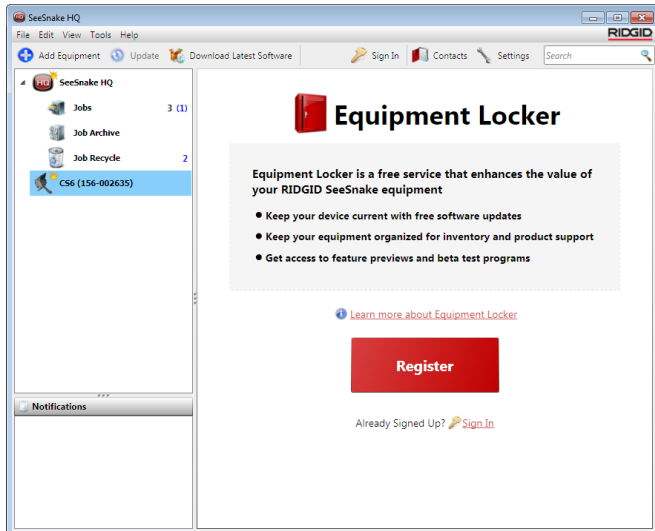 SeeSnake HQ
File Edit View Tools Help
RIDGID
Add Equipment Update Download Latest Software Sign In Contacts Settings Search
HQ SeeSnake HQ
Jobs 3 (1)
Job Archive
Job Recycle 2
CS6 (156-002635)
Equipment Locker
Equipment Locker is a free service that enhances the value of
your RIDGID SeeSnake equipment
● Keep your device current with free software updates
● Keep your equipment organized for inventory and product support
● Get access to feature previews and beta test programs
Learn more about Equipment Locker
Register
Already Signed Up? Sign In
Notifications